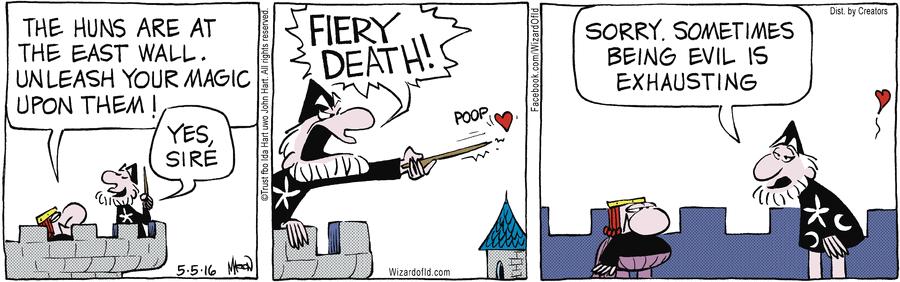 THE HUNS ARE AT
THE EAST WALL.
UNLEASH YOUR MAGIC
UPON THEM!
YES,
SIRE
5-5-16
©Trust fbo Ida Hart uwo John Hart. All rights reserved.
FIERY
DEATH!
POOP
Wizardofid.com
Facebook.com/WizardOfId
SORRY. SOMETIMES
BEING EVIL IS
EXHAUSTING
Dist. by Creators